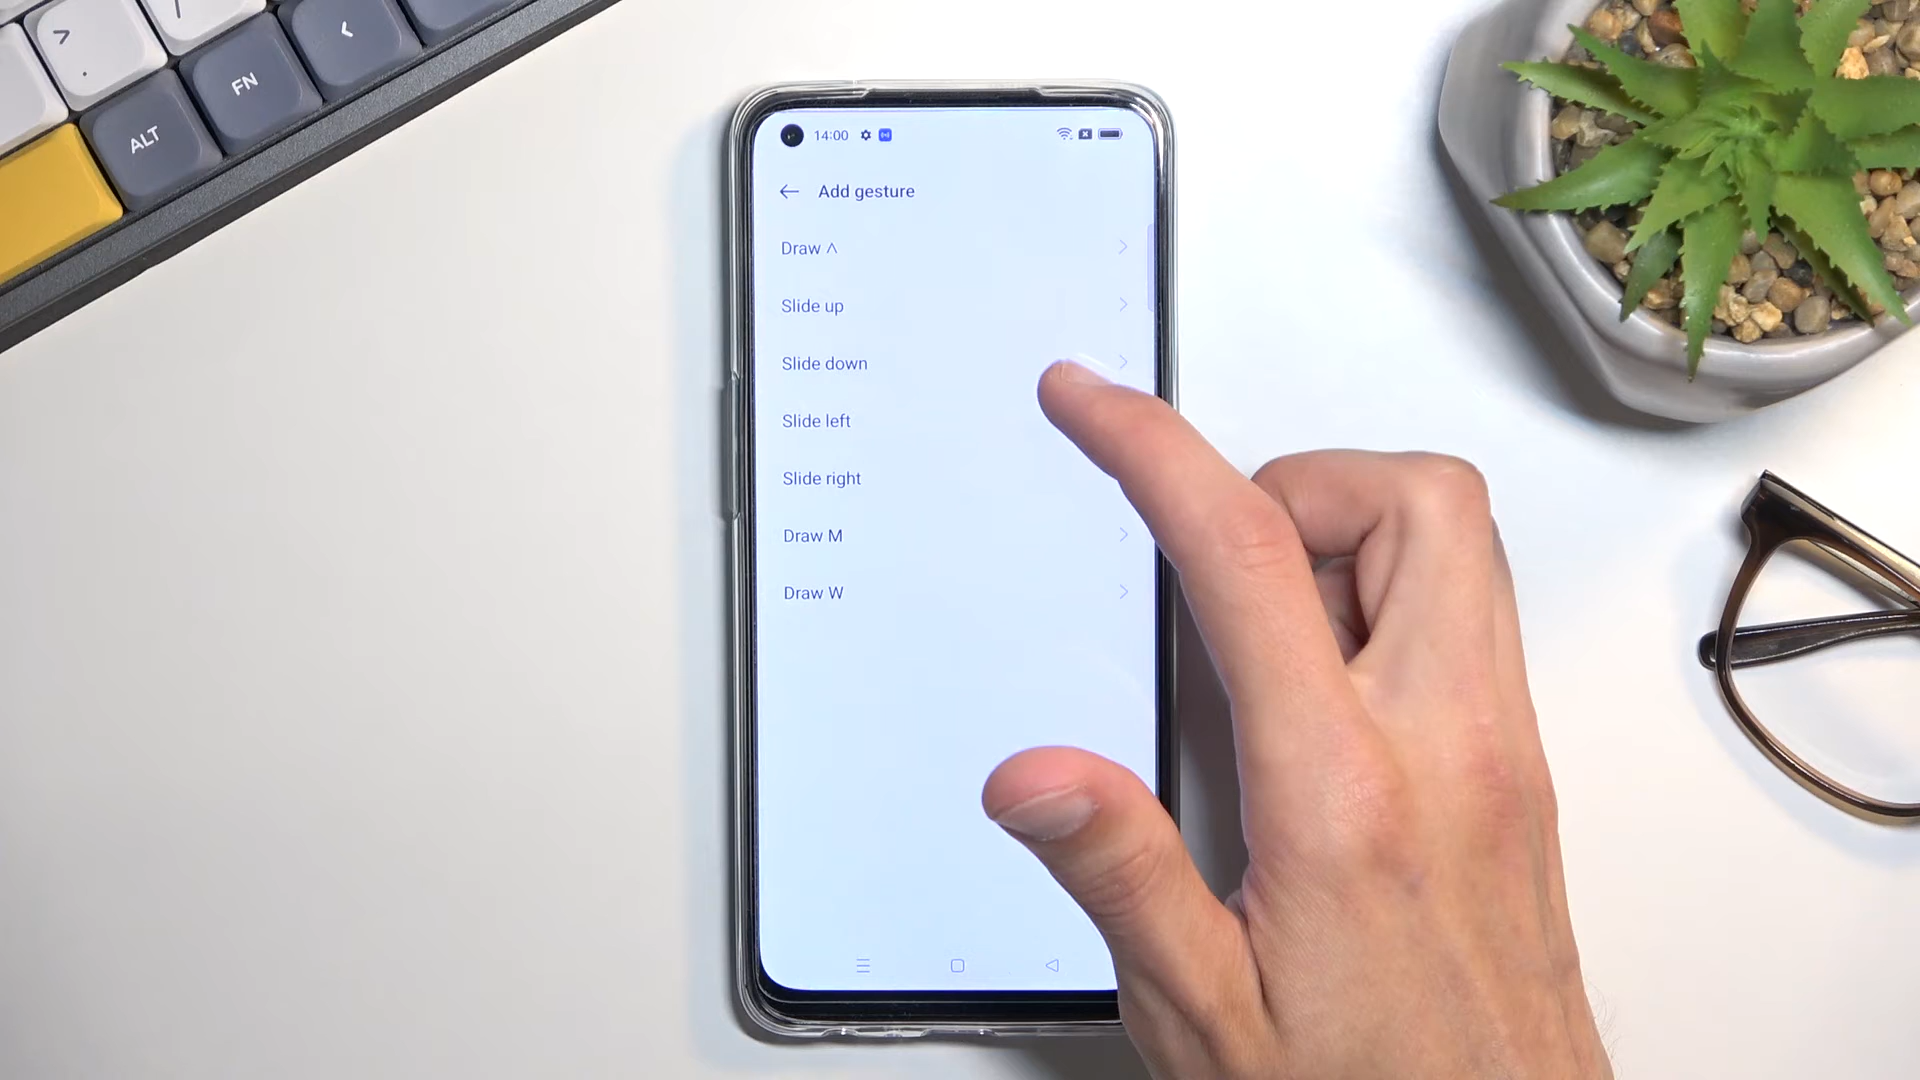 >
.
/
<
FN
ALT
14:00
Add gesture
Draw ˄
Slide up
Slide down
Slide left
Slide right
Draw M
Draw W